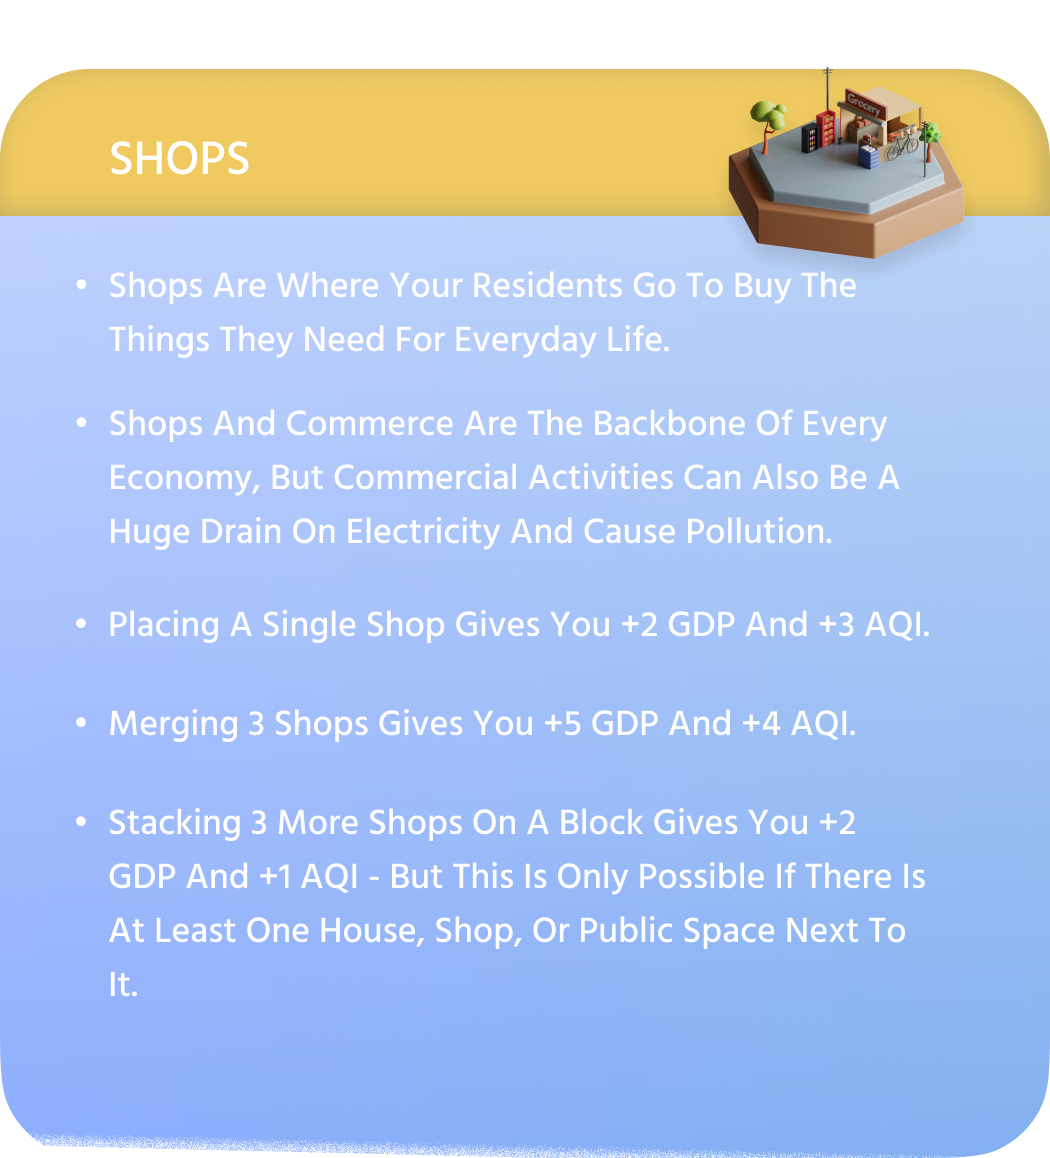 SHOPS
Grocery
• Shops Are Where Your Residents Go To Buy The
Things They Need For Everyday Life.
• Shops And Commerce Are The Backbone Of Every
Economy, But Commercial Activities Can Also Be A
Huge Drain On Electricity And Cause Pollution.
• Placing A Single Shop Gives You +2 GDP And +3 AQI.
• Merging 3 Shops Gives You +5 GDP And +4 AQI.
• Stacking 3 More Shops On A Block Gives You +2
GDP And +1 AQI - But This Is Only Possible If There Is
At Least One House, Shop, Or Public Space Next To
It.